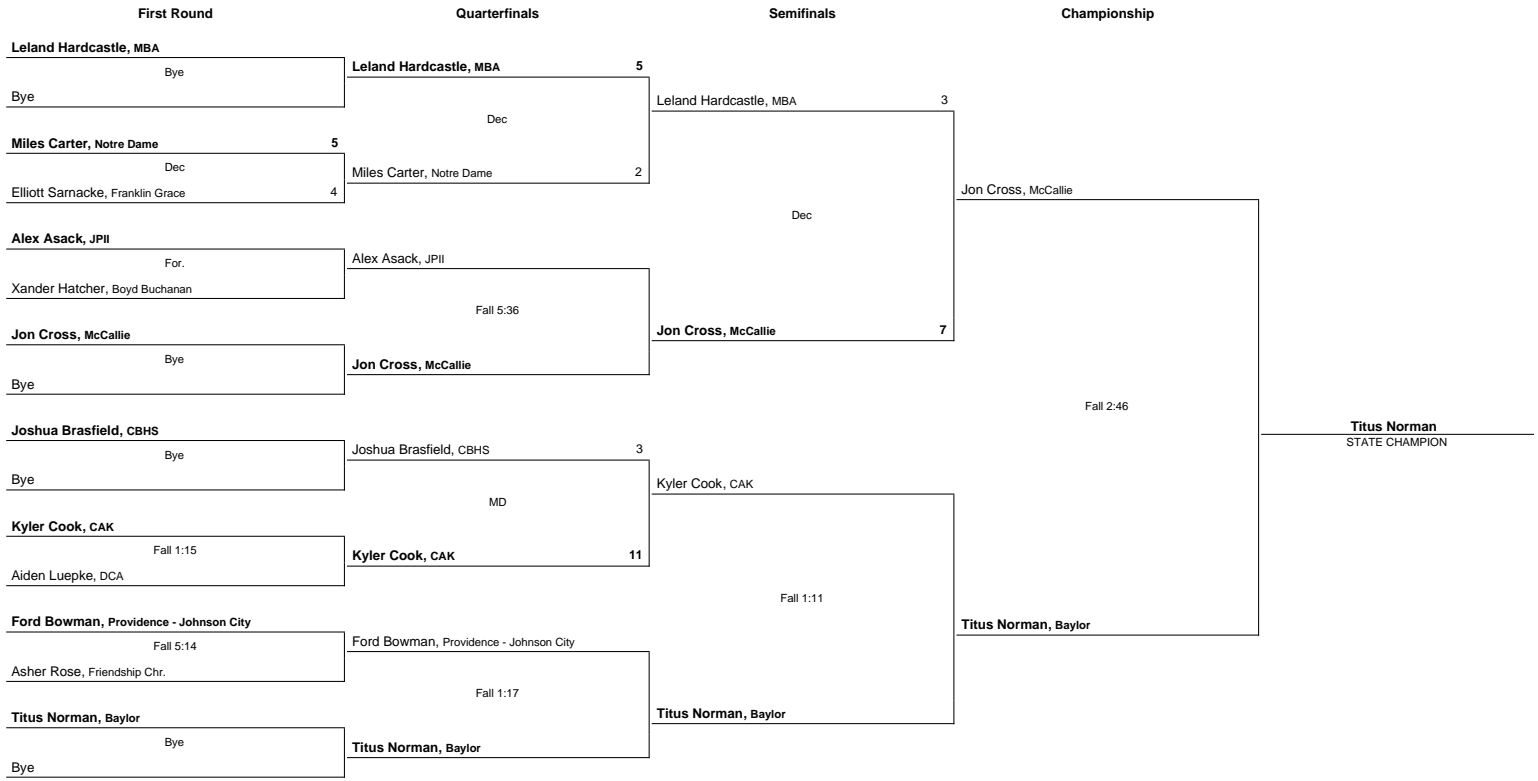 First Round Quarterfinals Semifinals Championship
Leland Hardcastle, MBA
Bye
Bye
Miles Carter, Notre Dame 5
Dec
Elliott Sarnacke, Franklin Grace 4
Alex Asack, JPII
For.
Xander Hatcher, Boyd Buchanan
Jon Cross, McCallie
Bye
Bye
Joshua Brasfield, CBHS
Bye
Bye
Kyler Cook, CAK
Fall 1:15
Aiden Luepke, DCA
Ford Bowman, Providence - Johnson City
Fall 5:14
Asher Rose, Friendship Chr.
Titus Norman, Baylor
Bye
Bye
Leland Hardcastle, MBA 5
Dec
Miles Carter, Notre Dame 2
Alex Asack, JPII
Fall 5:36
Jon Cross, McCallie
Joshua Brasfield, CBHS 3
MD
Kyler Cook, CAK 11
Ford Bowman, Providence - Johnson City
Fall 1:17
Titus Norman, Baylor
Leland Hardcastle, MBA 3
Dec
Jon Cross, McCallie 7
Kyler Cook, CAK
Fall 1:11
Titus Norman, Baylor
Jon Cross, McCallie
Fall 2:46
Titus Norman, Baylor
Titus Norman
STATE CHAMPION